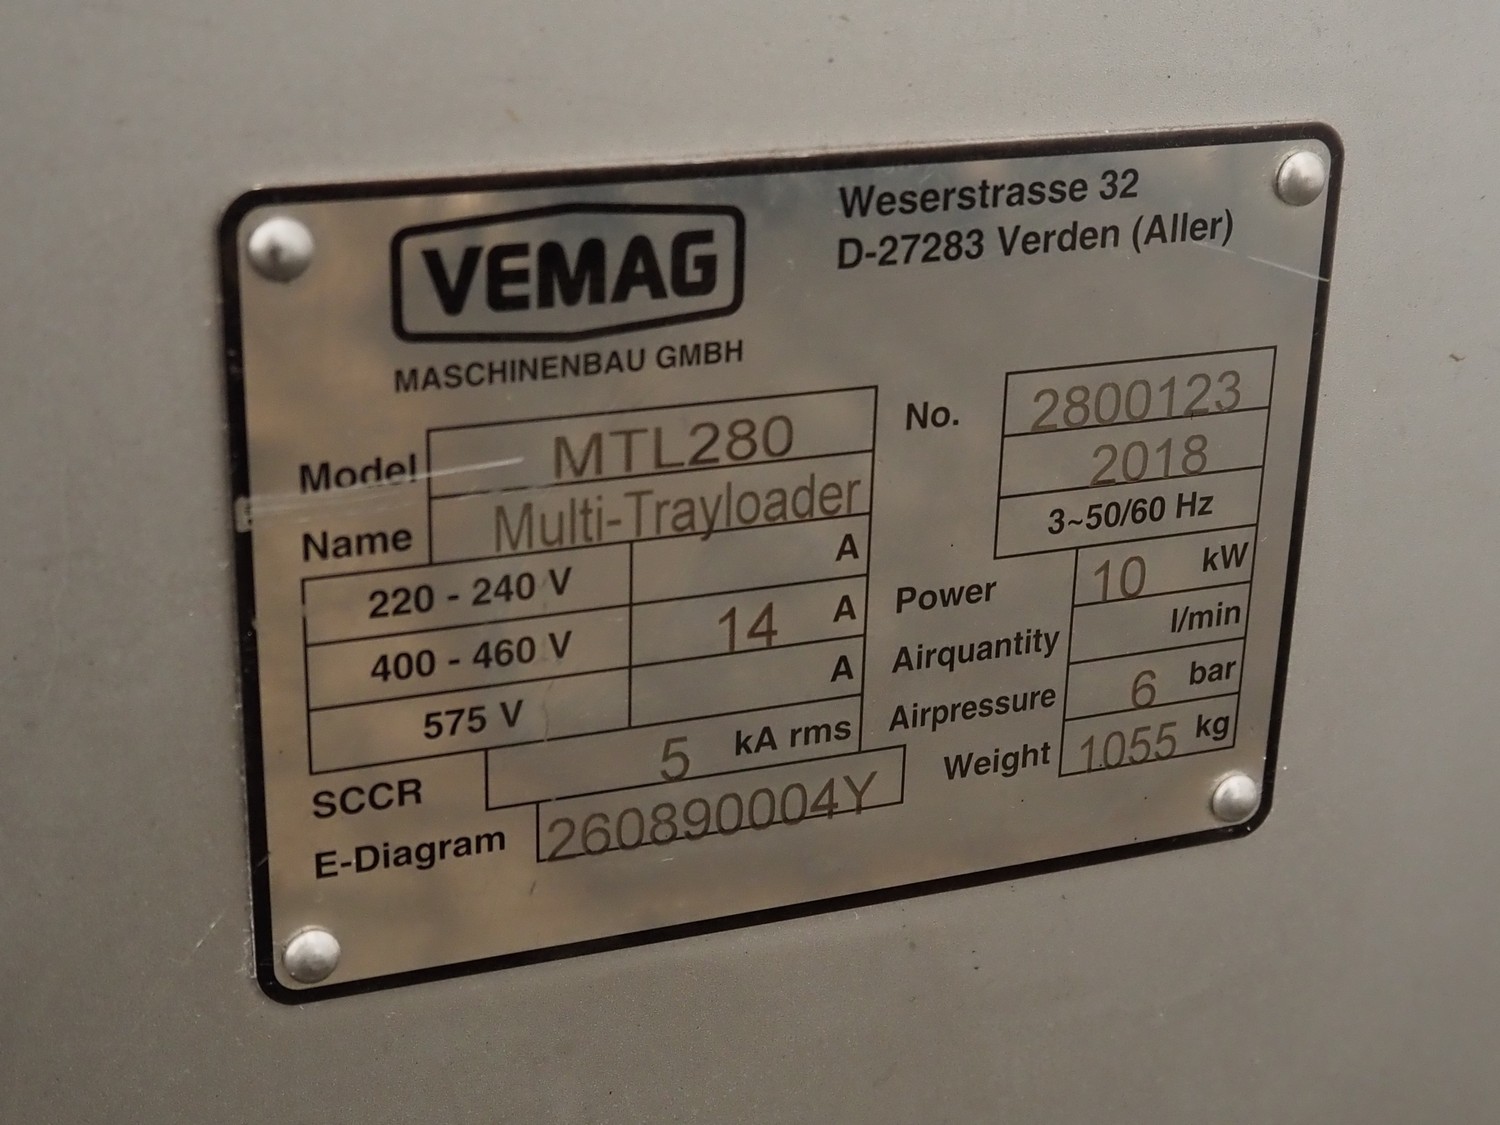 VEMAG
MASCHINENBAU GMBH
Weserstrasse 32
D-27283 Verden (Aller)
Model MTL280
Name Multi-Trayloader
No. 2800123
2018
3~50/60 Hz
220 - 240 V A
400 - 460 V 14 A
575 V A
SCCR 5 kA rms
E-Diagram 260890004Y
Power 10 kW
Airquantity l/min
Airpressure 6 bar
Weight 1055 kg